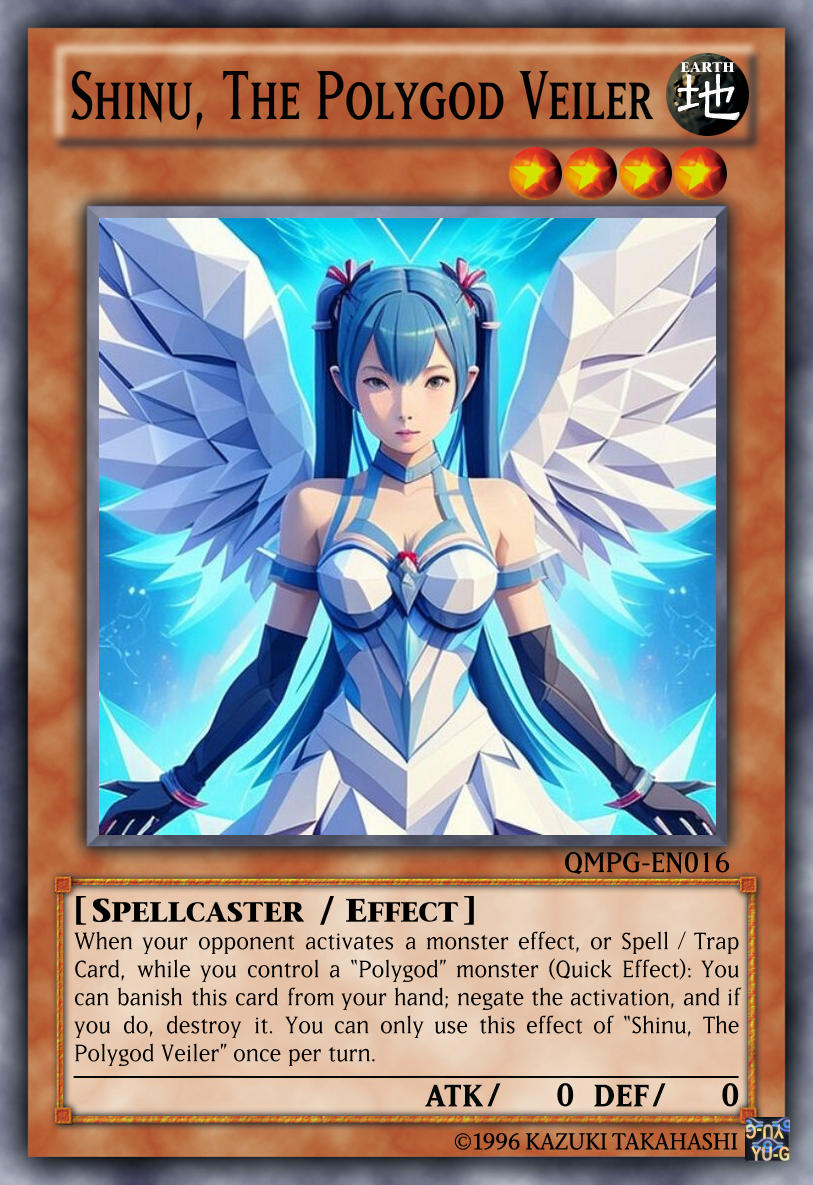 Shinu, The Polygod Veiler
EARTH
地
QMPG-EN016
[ Spellcaster / Effect ]
When your opponent activates a monster effect, or Spell / Trap
Card, while you control a "Polygod" monster (Quick Effect): You
can banish this card from your hand; negate the activation, and if
you do, destroy it. You can only use this effect of "Shinu, The
Polygod Veiler" once per turn.
ATK/ 0 DEF/ 0
©1996 KAZUKI TAKAHASHI
YU-G
YU-G